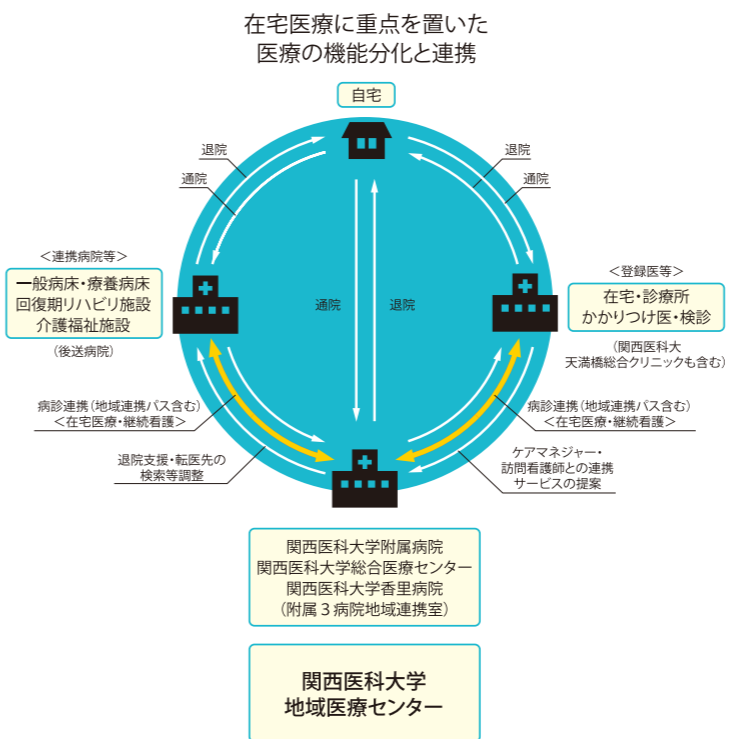 在宅医療に重点を置いた
医療の機能分化と連携
自宅
退院
通院
退院
通院
＜連携病院等＞
一般病床・療養病床
回復期リハビリ施設
介護福祉施設
（後送病院）
通院
退院
＜登録医等＞
在宅・診療所
かかりつけ医・検診
（関西医科大
天満橋総合クリニックも含む）
病診連携（地域連携パス含む）
＜在宅医療・継続看護＞
退院支援・転医先の
検索等調整
病診連携（地域連携パス含む）
＜在宅医療・継続看護＞
ケアマネジャー・
訪問看護師との連携
サービスの提案
関西医科大学附属病院
関西医科大学総合医療センター
関西医科大学香里病院
（附属３病院地域連携室）
関西医科大学
地域医療センター